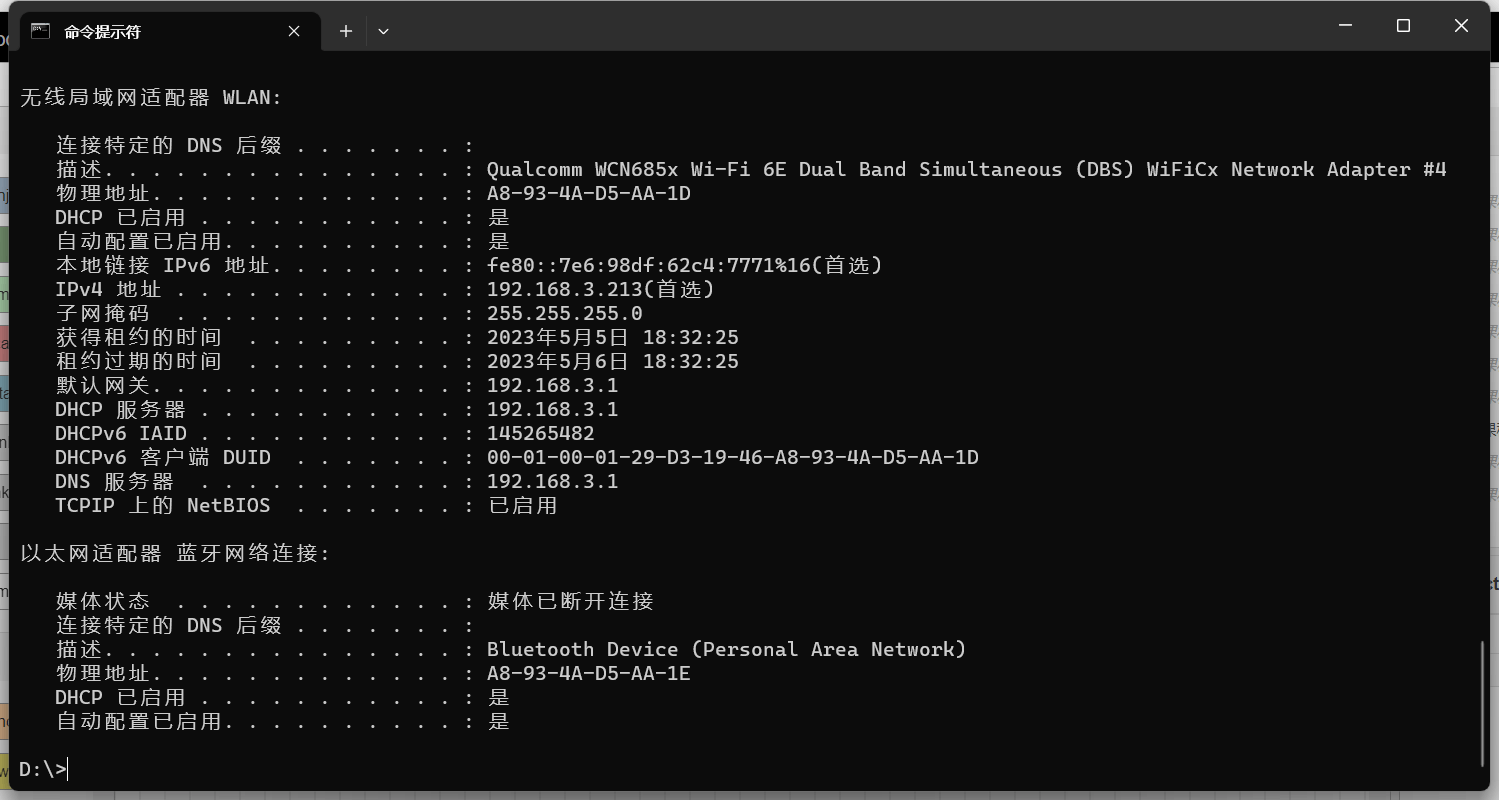 命令提示符
无线局域网适配器 WLAN:
连接特定的 DNS 后缀 . . . . . . . :
描述. . . . . . . . . . . . . . . : Qualcomm WCN685x Wi-Fi 6E Dual Band Simultaneous (DBS) WiFiCx Network Adapter #4
物理地址. . . . . . . . . . . . . : A8-93-4A-D5-AA-1D
DHCP 已启用 . . . . . . . . . . . : 是
自动配置已启用. . . . . . . . . . : 是
本地链接 IPv6 地址. . . . . . . . : fe80::7e6:98df:62c4:7771%16(首选)
IPv4 地址 . . . . . . . . . . . . : 192.168.3.213(首选)
子网掩码  . . . . . . . . . . . . : 255.255.255.0
获得租约的时间  . . . . . . . . . : 2023年5月5日 18:32:25
租约过期的时间  . . . . . . . . . : 2023年5月6日 18:32:25
默认网关. . . . . . . . . . . . . : 192.168.3.1
DHCP 服务器 . . . . . . . . . . . : 192.168.3.1
DHCPv6 IAID . . . . . . . . . . . : 145265482
DHCPv6 客户端 DUID  . . . . . . . : 00-01-00-01-29-D3-19-46-A8-93-4A-D5-AA-1D
DNS 服务器  . . . . . . . . . . . : 192.168.3.1
TCPIP 上的 NetBIOS  . . . . . . . : 已启用
以太网适配器 蓝牙网络连接:
媒体状态  . . . . . . . . . . . . : 媒体已断开连接
连接特定的 DNS 后缀 . . . . . . . :
描述. . . . . . . . . . . . . . . : Bluetooth Device (Personal Area Network)
物理地址. . . . . . . . . . . . . : A8-93-4A-D5-AA-1E
DHCP 已启用 . . . . . . . . . . . : 是
自动配置已启用. . . . . . . . . . : 是
D:\>